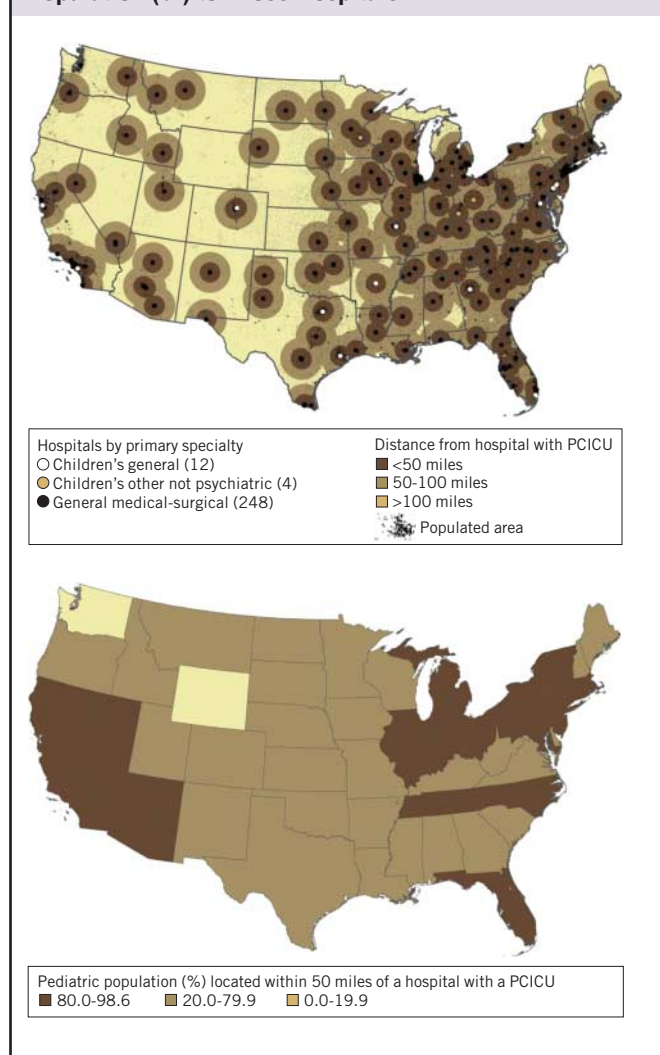 Hospitals by primary specialty
Children's general (12)
Children's other not psychiatric (4)
General medical-surgical (248)
Distance from hospital with PCICU
<50 miles
50-100 miles
>100 miles
Populated area
Pediatric population (%) located within 50 miles of a hospital with a PCICU
80.0-98.6 20.0-79.9 0.0-19.9